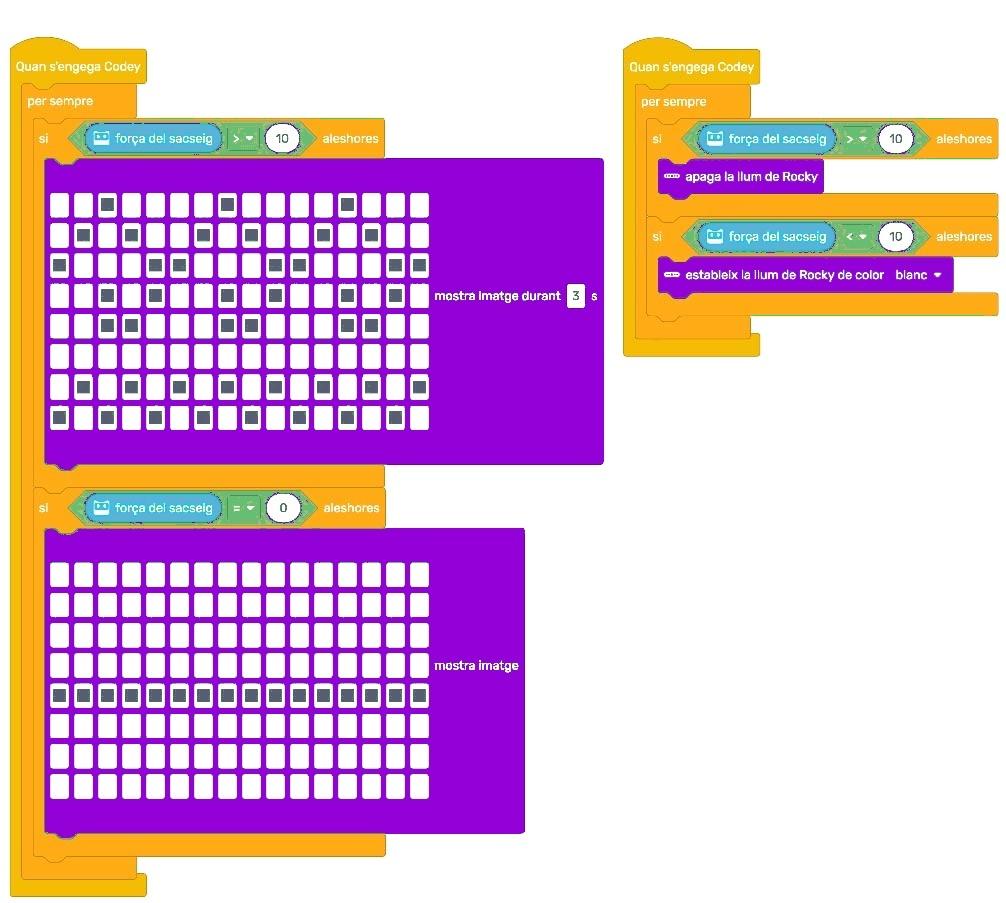 Quan s'engega Codey
per sempre
si força del sacseig > 10 aleshores
mostra imatge durant 3 s
si força del sacseig = 0 aleshores
mostra imatge
Quan s'engega Codey
per sempre
si força del sacseig > 10 aleshores
apaga la llum de Rocky
si força del sacseig < 10 aleshores
estableix la llum de Rocky de color blanc